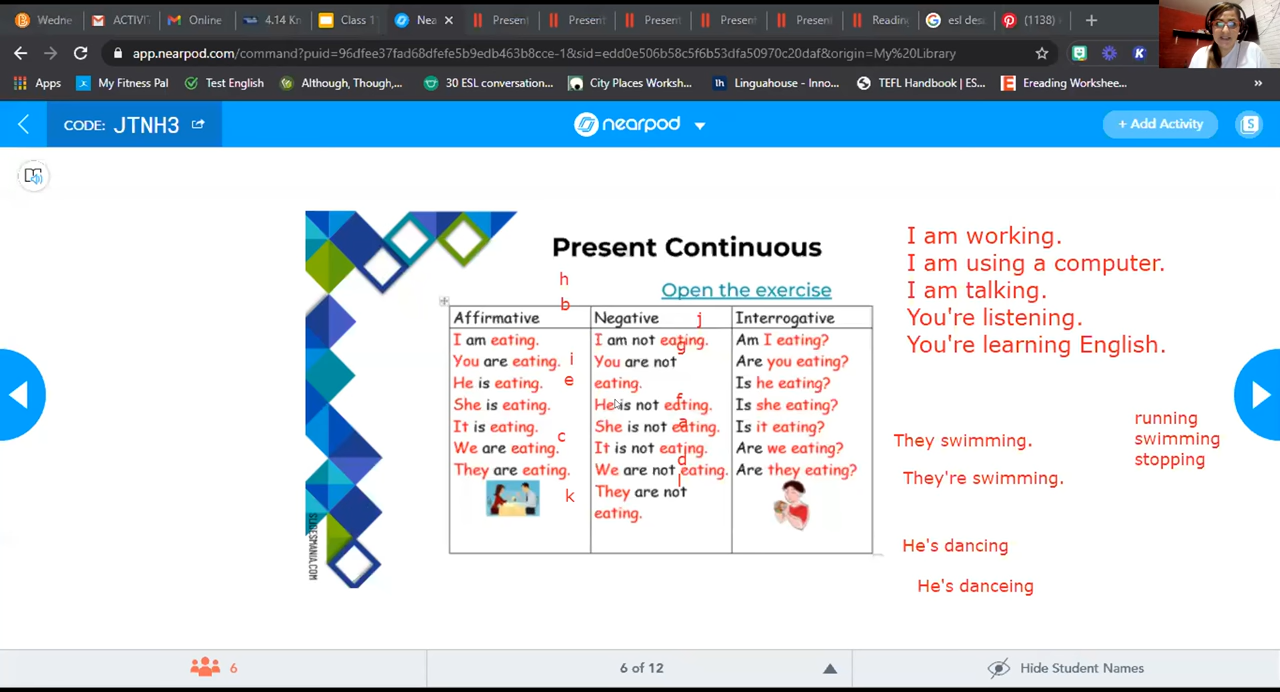 Wedne
ACTIVIT
Online
4.14 Kn
Class 1
Nea
Present
Present
Present
Present
Present
Reading
esl desc
(1138)
app.nearpod.com/command?puid=96dfee37fad68dfefe5b9edb463b8cce-1&sid=edd0e506b58c5f6b53dfa50970c20daf&origin=My%20Library
Apps
My Fitness Pal
Test English
Although, Though,...
30 ESL conversation...
City Places Worksh...
Linguahouse - Inno...
TEFL Handbook | ES...
Ereading Workshee...
CODE: JTNH3
nearpod
+ Add Activity
Present Continuous
Open the exercise
h
b
j
g
i
e
f
a
c
d
l
k
Affirmative
I am eating.
You are eating.
He is eating.
She is eating.
It is eating.
We are eating.
They are eating.
Negative
I am not eating.
You are not
eating.
He is not eating.
She is not eating.
It is not eating.
We are not eating.
They are not
eating.
Interrogative
Am I eating?
Are you eating?
Is he eating?
Is she eating?
Is it eating?
Are we eating?
Are they eating?
SLIDESMANIA.COM
I am working.
I am using a computer.
I am talking.
You're listening.
You're learning English.
They swimming.
They're swimming.
running
swimming
stopping
He's dancing
He's danceing
6
6 of 12
Hide Student Names